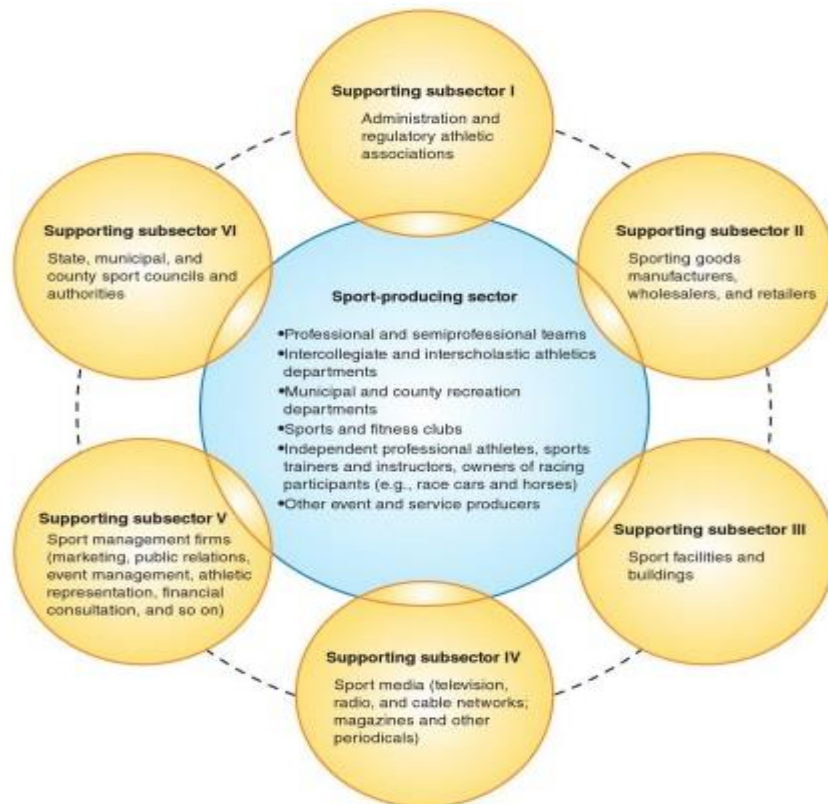 Supporting subsector I
Administration and
regulatory athletic
associations
Supporting subsector VI
State, municipal, and
county sport councils and
authorities
Supporting subsector II
Sporting goods
manufacturers,
wholesalers, and retailers
Sport-producing sector
•Professional and semiprofessional teams
•Intercollegiate and interscholastic athletics
departments
•Municipal and county recreation
departments
•Sports and fitness clubs
•Independent professional athletes, sports
trainers and instructors, owners of racing
participants (e.g., race cars and horses)
•Other event and service producers
Supporting subsector V
Sport management firms
(marketing, public relations,
event management, athletic
representation, financial
consultation, and so on)
Supporting subsector III
Sport facilities and
buildings
Supporting subsector IV
Sport media (television,
radio, and cable networks;
magazines and other
periodicals)